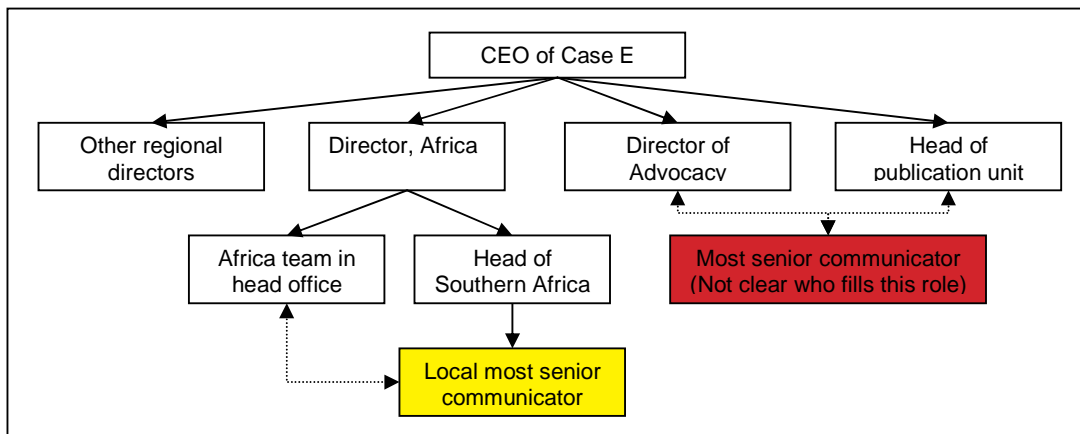 CEO of Case E
Other regional
directors
Director, Africa
Director of
Advocacy
Head of
publication unit
Africa team in
head office
Head of
Southern Africa
Most senior communicator
(Not clear who fills this role)
Local most senior
communicator